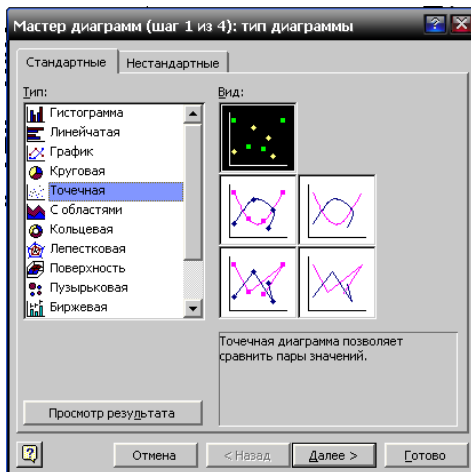 Мастер диаграмм (шаг 1 из 4): тип диаграммы
Стандартные
Нестандартные
Тип:
Гистограмма
Линейчатая
График
Круговая
Точечная
С областями
Кольцевая
Лепестковая
Поверхность
Пузырьковая
Биржевая
Вид:
Точечная диаграмма позволяет
сравнить пары значений.
Просмотр результата
Отмена
< Назад
Далее >
Готово